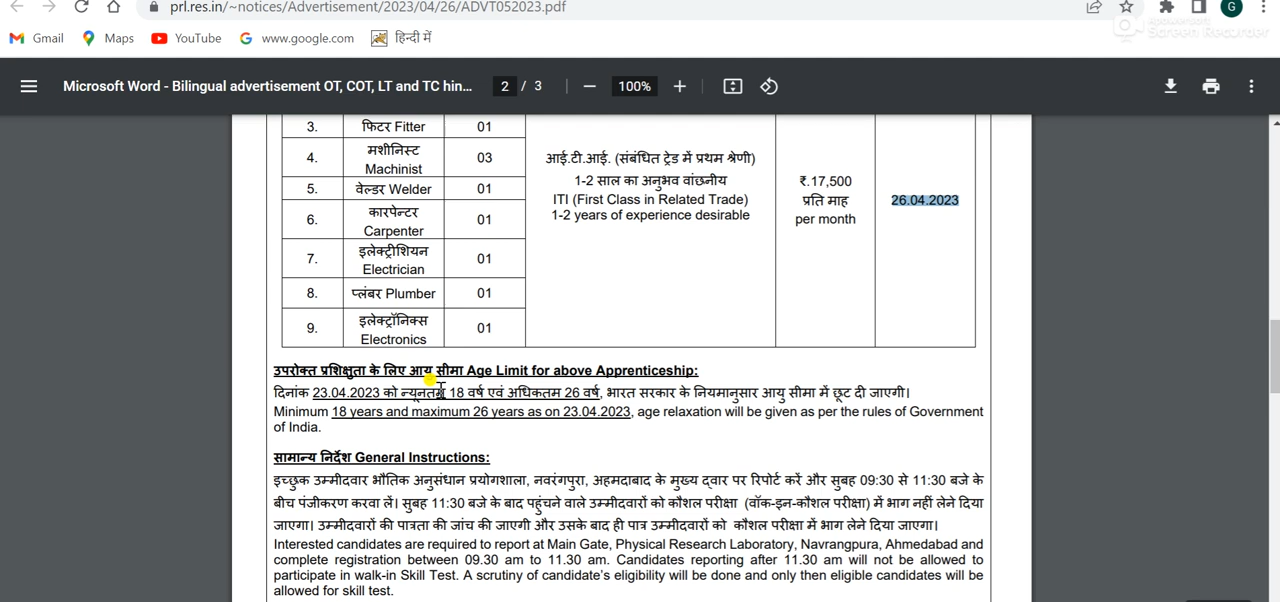 prl.res.in/~notices/Advertisement/2023/04/26/ADVT052023.pdf
G
Apowersoft
Screen Recorder
Gmail Maps YouTube www.google.com हिन्दी में
Microsoft Word - Bilingual advertisement OT, COT, LT and TC hin... 2 / 3 100%
3. फिटर Fitter 01
4. मशीनिस्ट Machinist 03
5. वेल्डर Welder 01
6. कारपेन्टर Carpenter 01
7. इलेक्ट्रीशियन Electrician 01
8. प्लंबर Plumber 01
9. इलेक्ट्रॉनिक्स Electronics 01
आई.टी.आई. (संबंधित ट्रेड में प्रथम श्रेणी)
1-2 साल का अनुभव वांछनीय
ITI (First Class in Related Trade)
1-2 years of experience desirable
₹.17,500
प्रति माह
per month
26.04.2023
उपरोक्त प्रशिक्षुता के लिए आयु सीमा Age Limit for above Apprenticeship:
दिनांक 23.04.2023 को न्यूनतम 18 वर्ष एवं अधिकतम 26 वर्ष, भारत सरकार के नियमानुसार आयु सीमा में छूट दी जाएगी।
Minimum 18 years and maximum 26 years as on 23.04.2023, age relaxation will be given as per the rules of Government
of India.
सामान्य निर्देश General Instructions:
इच्छुक उम्मीदवार भौतिक अनुसंधान प्रयोगशाला, नवरंगपुरा, अहमदाबाद के मुख्य द्वार पर रिपोर्ट करें और सुबह 09:30 से 11:30 बजे के
बीच पंजीकरण करवा लें। सुबह 11:30 बजे के बाद पहुंचने वाले उम्मीदवारों को कौशल परीक्षा (वॉक-इन-कौशल परीक्षा) में भाग नहीं लेने दिया
जाएगा। उम्मीदवारों की पात्रता की जांच की जाएगी और उसके बाद ही पात्र उम्मीदवारों को कौशल परीक्षा में भाग लेने दिया जाएगा।
Interested candidates are required to report at Main Gate, Physical Research Laboratory, Navrangpura, Ahmedabad and
complete registration between 09.30 am to 11.30 am. Candidates reporting after 11.30 am will not be allowed to
participate in walk-in Skill Test. A scrutiny of candidate's eligibility will be done and only then eligible candidates will be
allowed for skill test.